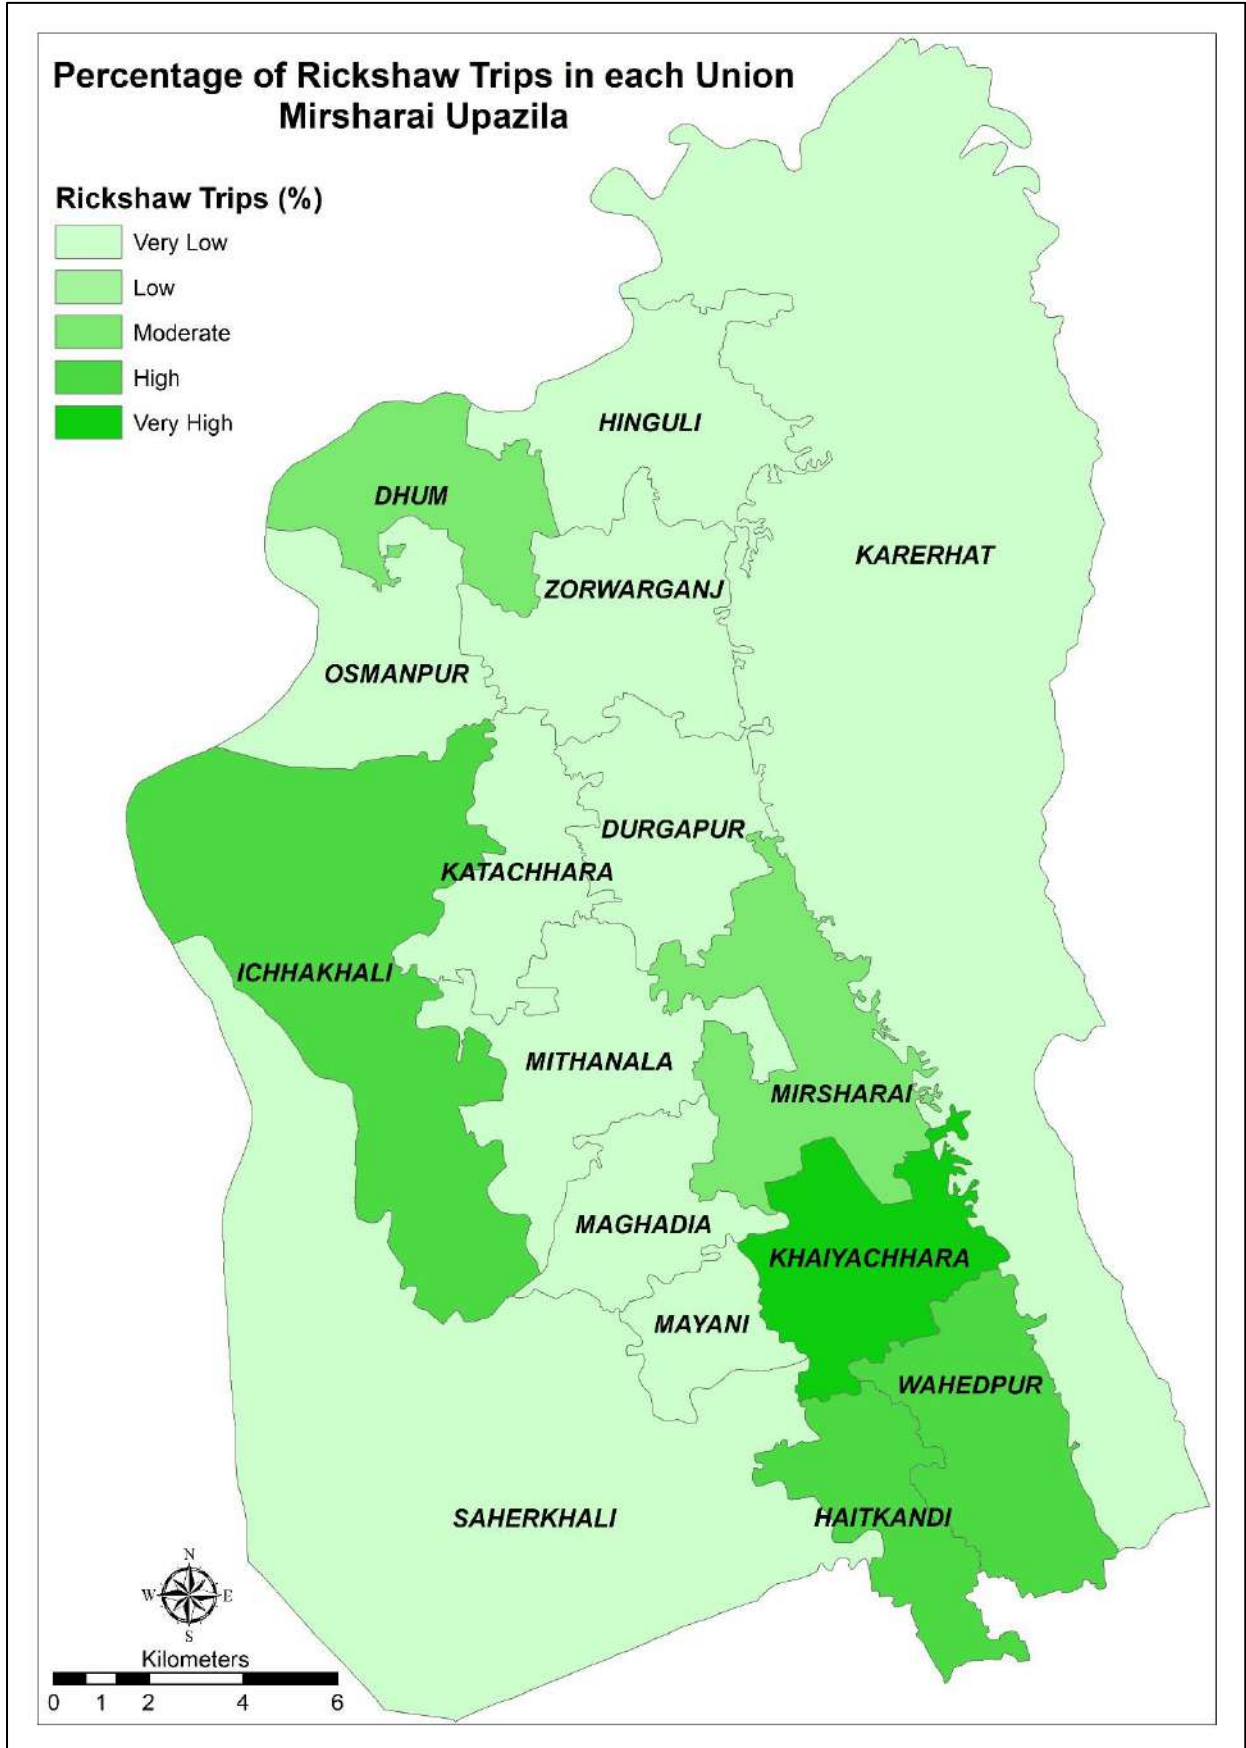 Percentage of Rickshaw Trips in each Union
Mirsharai Upazila
Rickshaw Trips (%)
Very Low
Low
Moderate
High
Very High
HINGULI
DHUM
KARERHAT
ZORWARGANJ
OSMANPUR
DURGAPUR
KATACHHARA
ICHHAKHALI
MITHANALA
MIRSHARAI
MAGHADIA
KHAIYACHHARA
MAYANI
WAHEDPUR
SAHERKHALI
HAITKANDI
N
W E
S
Kilometers
0 1 2 4 6